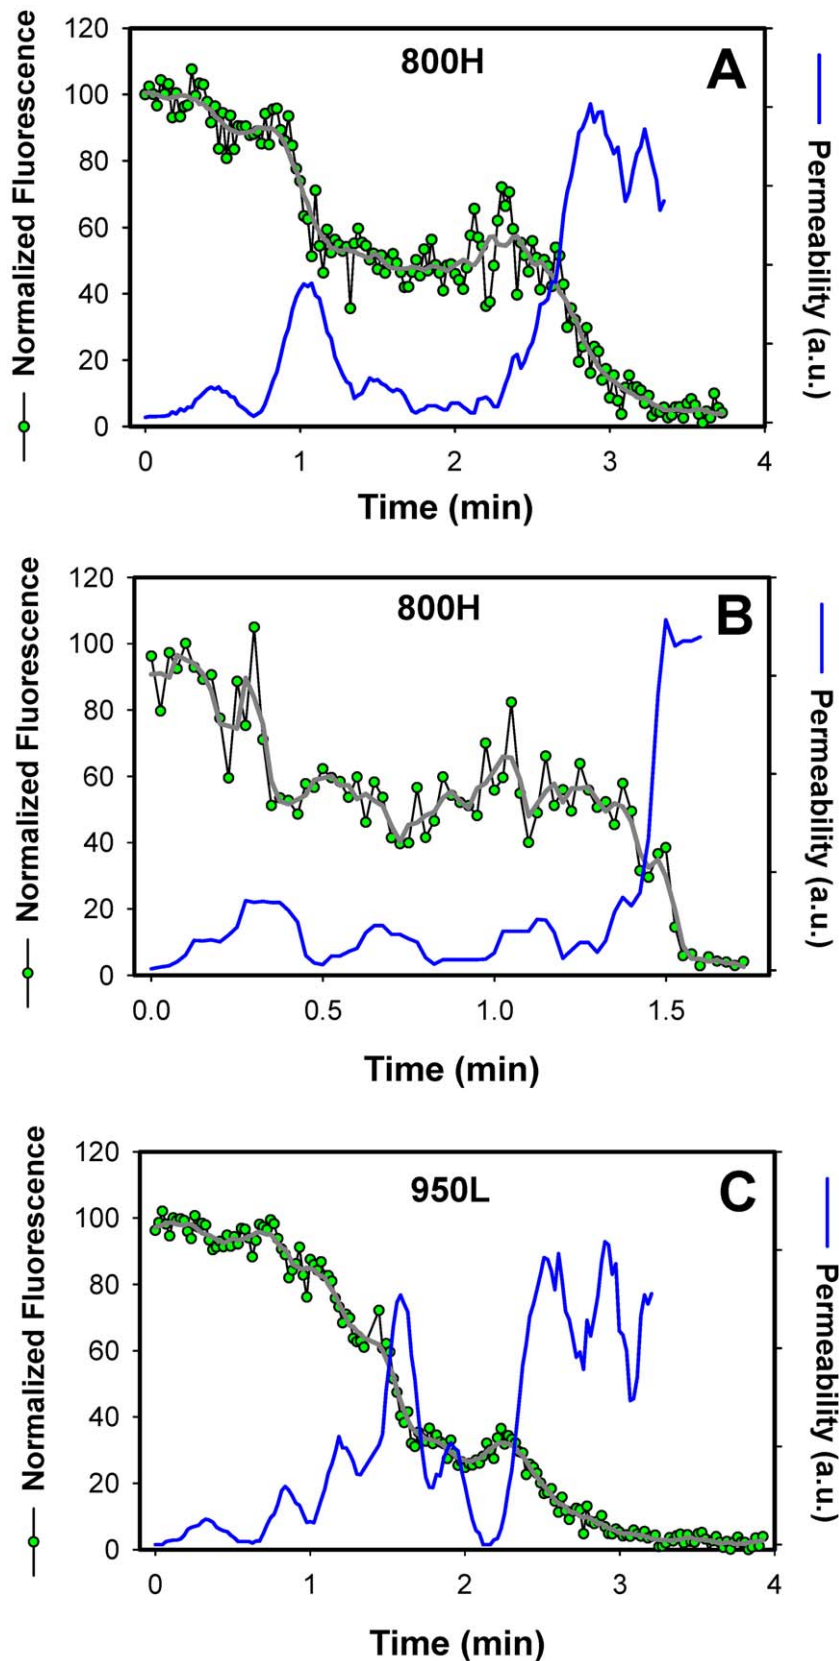 800H
A
120
100
80
60
40
20
0
0 1 2 3 4
Time (min)
Normalized Fluorescence
Permeability (a.u.)
800H
B
120
100
80
60
40
20
0
0.0 0.5 1.0 1.5
Time (min)
Normalized Fluorescence
Permeability (a.u.)
950L
C
120
100
80
60
40
20
0
0 1 2 3 4
Time (min)
Normalized Fluorescence
Permeability (a.u.)